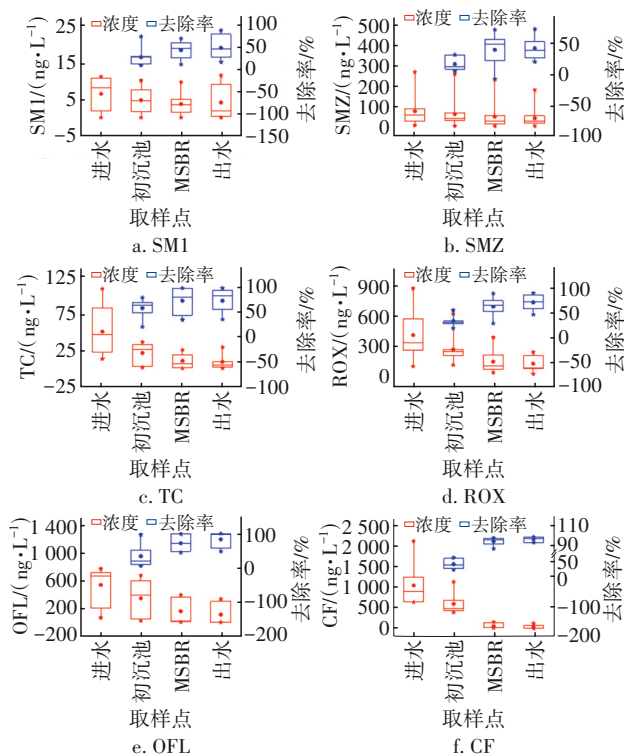 浓度 去除率
SM1/(ng·L⁻¹)
25
15
5
-5
100
50
0
-50
-100
-150
去除率/%
进水 初沉池 MSBR 出水
取样点
a. SM1
浓度 去除率
SMZ/(ng·L⁻¹)
500
400
300
200
100
0
50
0
-50
-100
去除率/%
进水 初沉池 MSBR 出水
取样点
b. SMZ
浓度 去除率
TC/(ng·L⁻¹)
125
75
25
-25
100
50
0
-50
-100
去除率/%
进水 初沉池 MSBR 出水
取样点
c. TC
浓度 去除率
ROX/(ng·L⁻¹)
900
600
300
0
100
50
0
-50
-100
去除率/%
进水 初沉池 MSBR 出水
取样点
d. ROX
浓度 去除率
OFL/(ng·L⁻¹)
1 400
1 000
600
200
-200
100
0
-100
-200
去除率/%
进水 初沉池 MSBR 出水
取样点
e. OFL
浓度 去除率
CF/(ng·L⁻¹)
2 500
2 000
1 500
1 000
500
0
110
90
50
0
-100
-200
去除率/%
进水 初沉池 MSBR 出水
取样点
f. CF